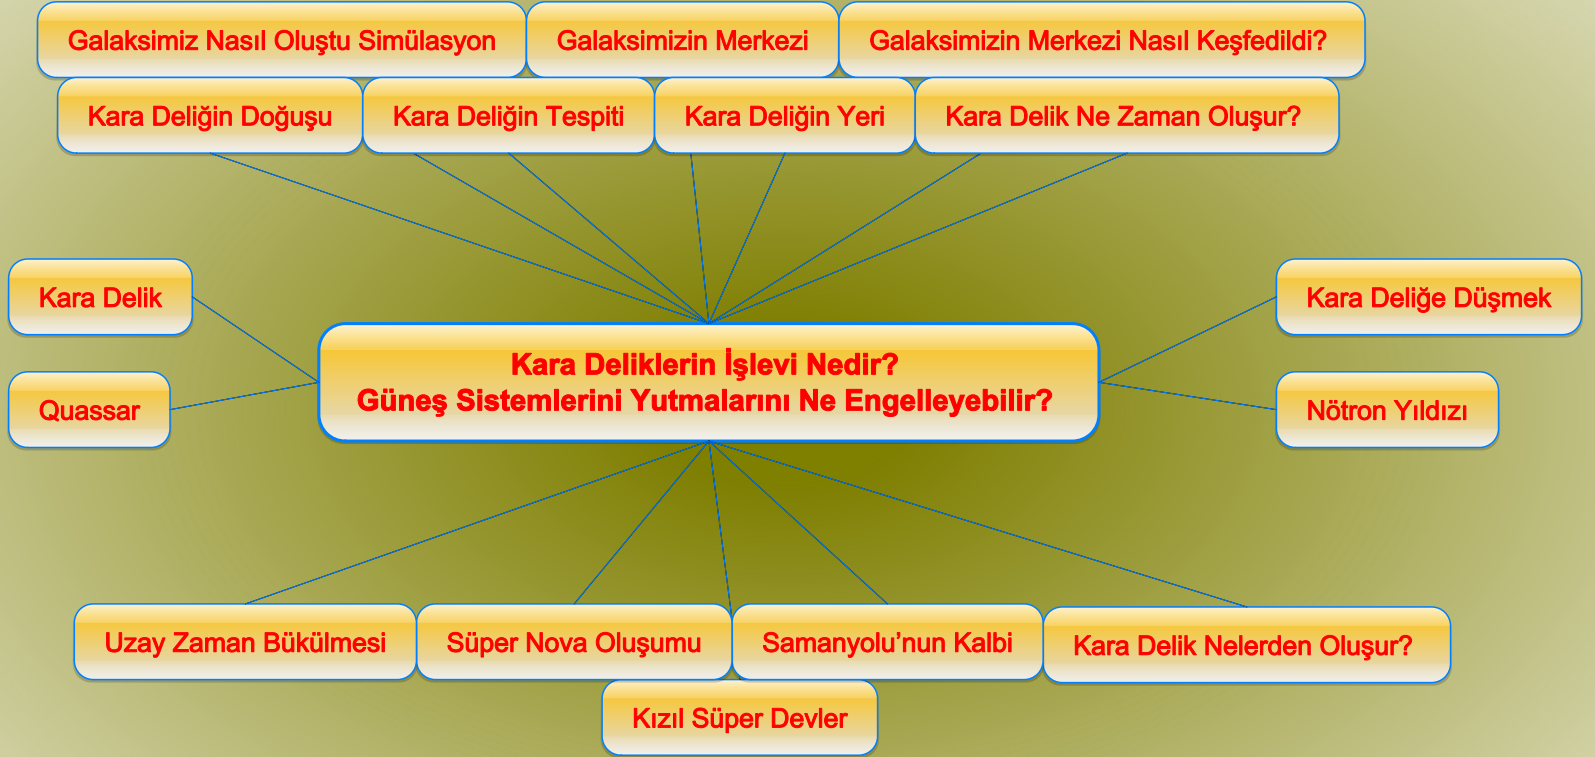 Galaksimiz Nasıl Oluştu Simülasyon
Galaksimizin Merkezi
Galaksimizin Merkezi Nasıl Keşfedildi?
Kara Deliğin Doğuşu
Kara Deliğin Tespiti
Kara Deliğin Yeri
Kara Delik Ne Zaman Oluşur?
Kara Delik
Kara Deliğe Düşmek
Kara Deliklerin İşlevi Nedir?
Güneş Sistemlerini Yutmalarını Ne Engelleyebilir?
Quassar
Nötron Yıldızı
Uzay Zaman Bükülmesi
Süper Nova Oluşumu
Samanyolu’nun Kalbi
Kara Delik Nelerden Oluşur?
Kızıl Süper Devler